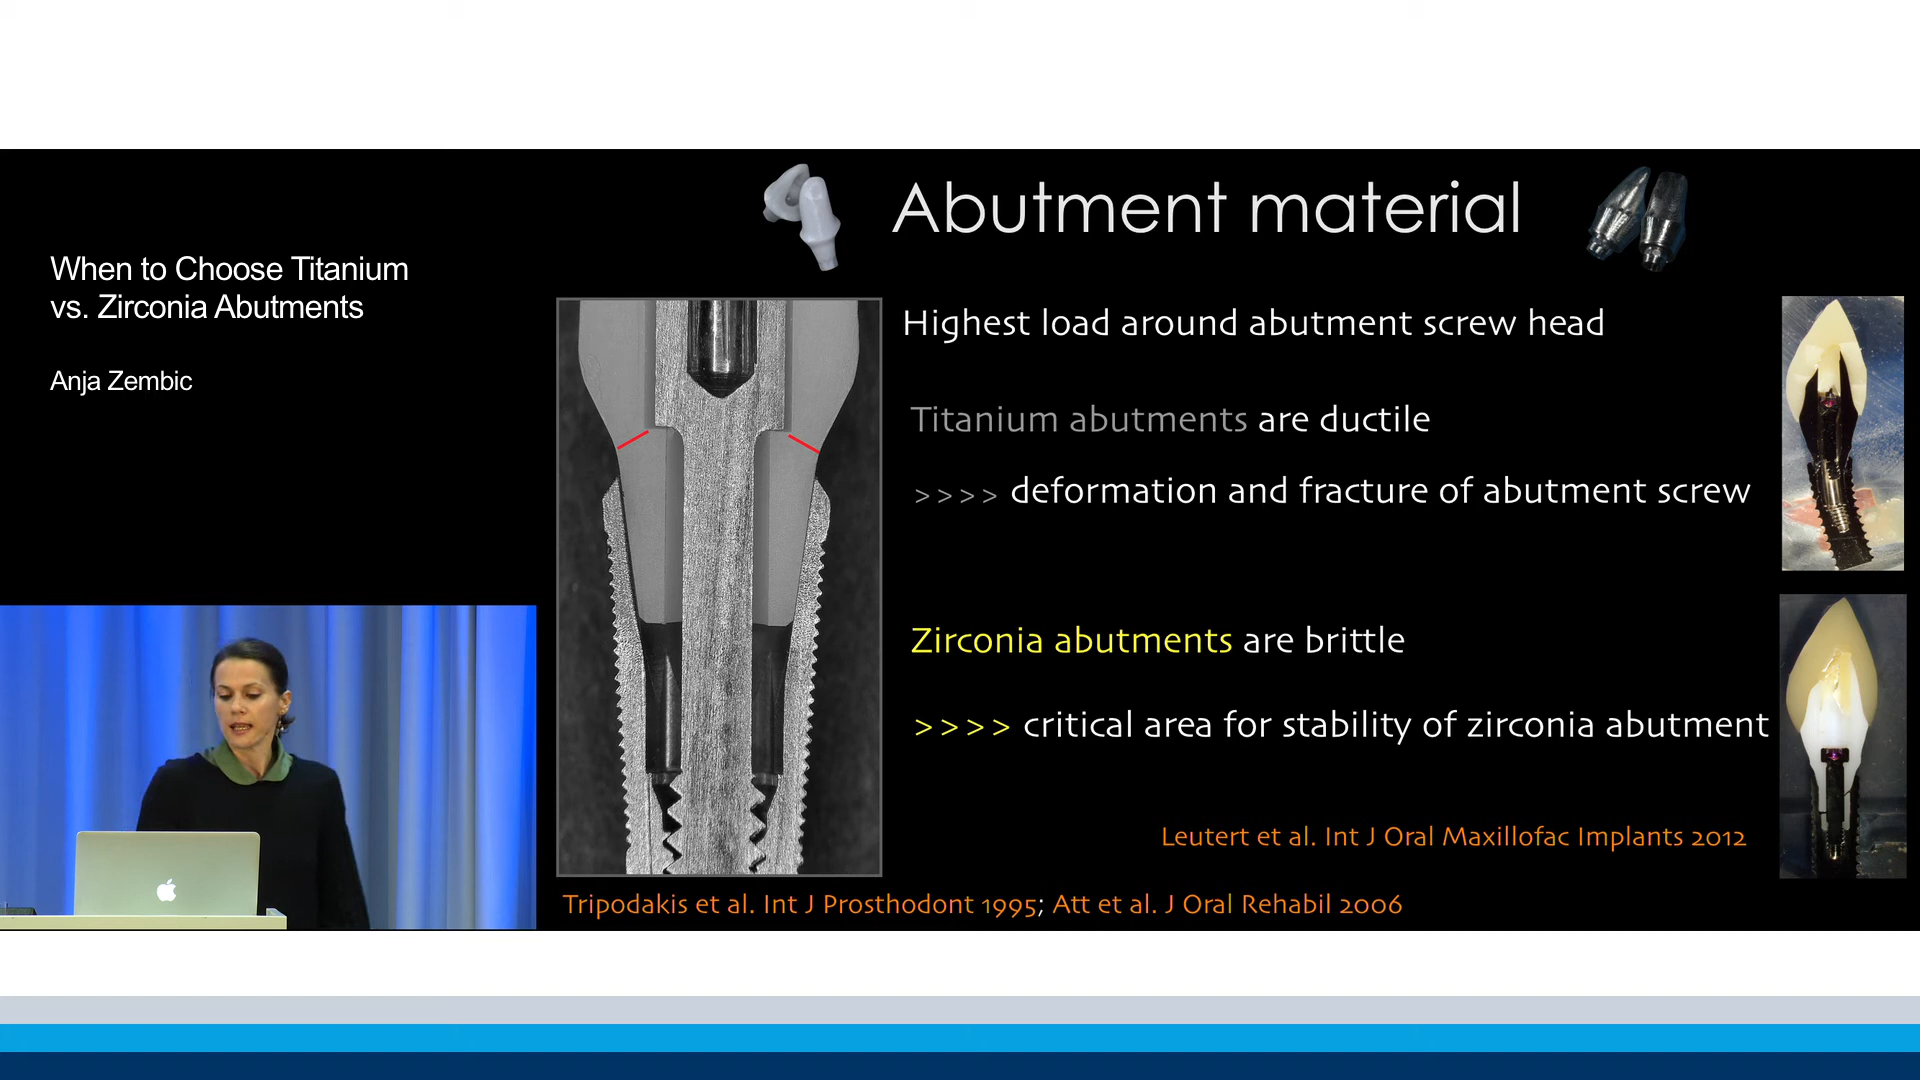 When to Choose Titanium
vs. Zirconia Abutments
Anja Zembic
Abutment material
Highest load around abutment screw head
Titanium abutments are ductile
>>>> deformation and fracture of abutment screw
Zirconia abutments are brittle
>>>> critical area for stability of zirconia abutment
Leutert et al. Int J Oral Maxillofac Implants 2012
Tripodakis et al. Int J Prosthodont 1995; Att et al. J Oral Rehabil 2006